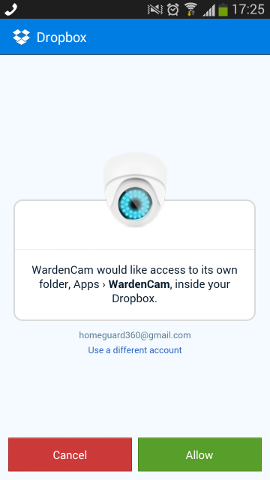 17:25
Dropbox
WardenCam would like access to its own
folder, Apps › WardenCam, inside your
Dropbox.
homeguard360@gmail.com
Use a different account
Cancel
Allow